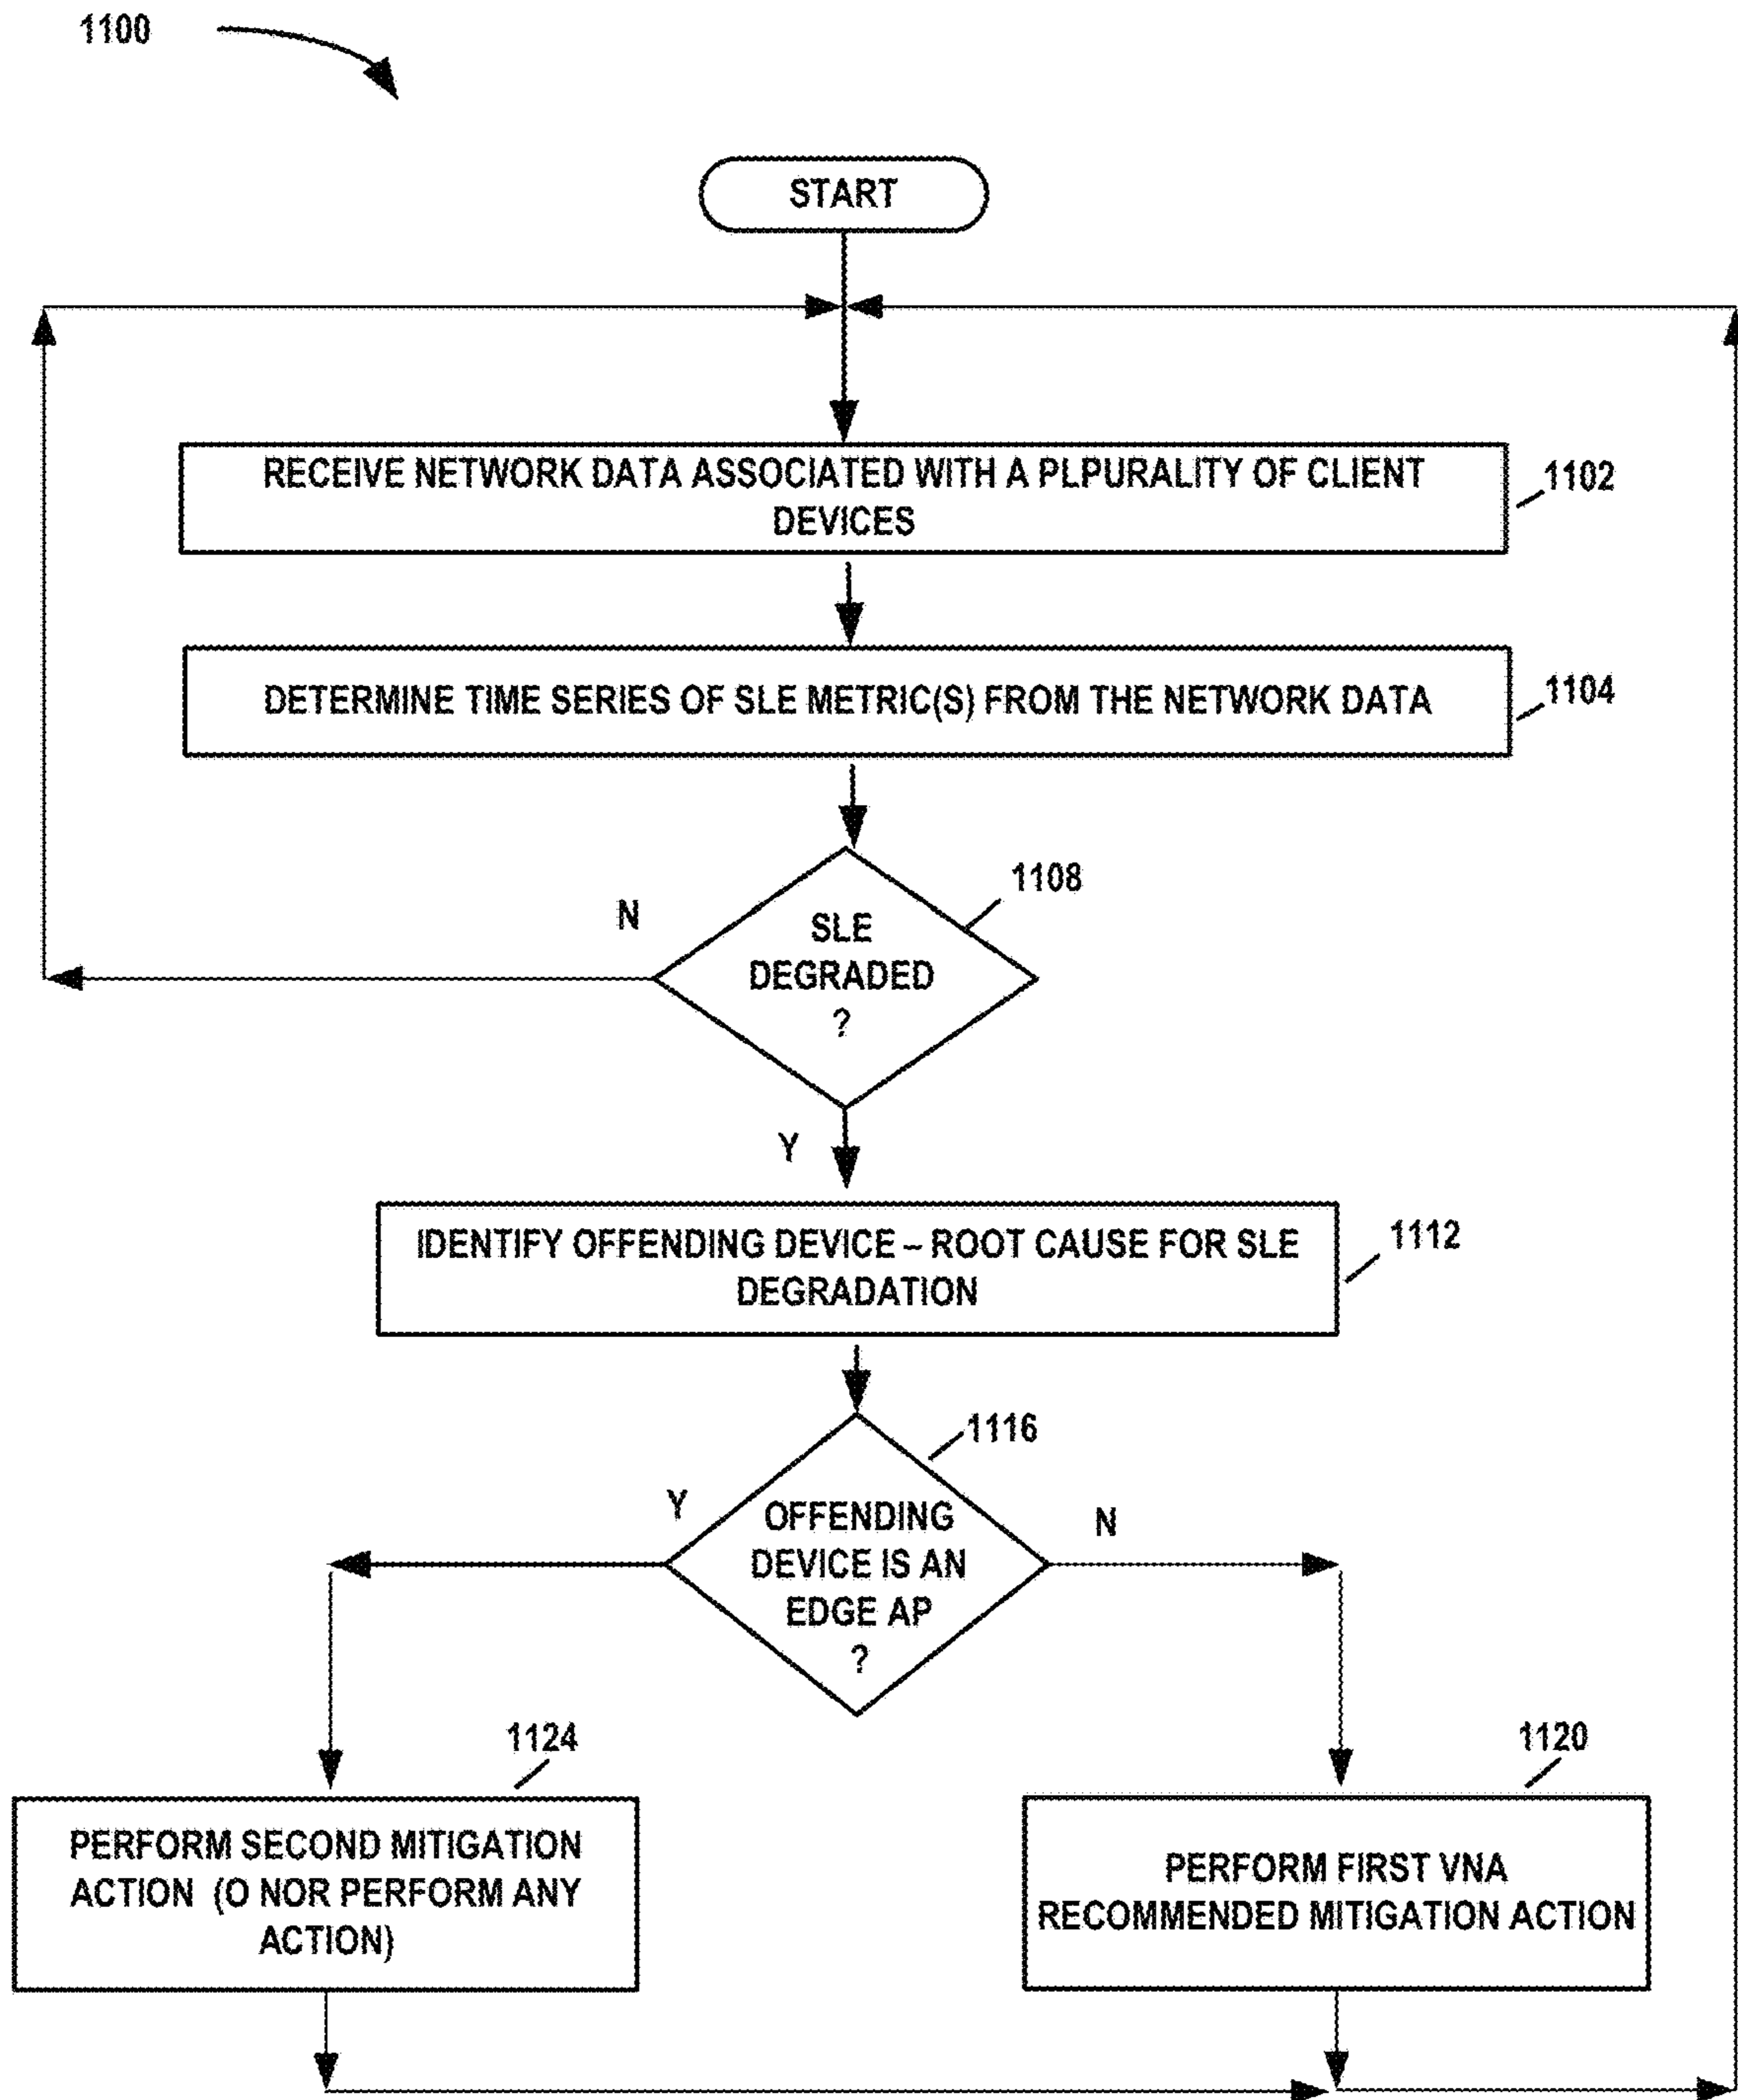 1100
START
RECEIVE NETWORK DATA ASSOCIATED WITH A PLPURALITY OF CLIENT
DEVICES
1102
DETERMINE TIME SERIES OF SLE METRIC(S) FROM THE NETWORK DATA
1104
1108
N
SLE
DEGRADED
?
Y
IDENTIFY OFFENDING DEVICE – ROOT CAUSE FOR SLE
DEGRADATION
1112
1116
Y
N
OFFENDING
DEVICE IS AN
EDGE AP
?
1124
PERFORM SECOND MITIGATION
ACTION (O NOR PERFORM ANY
ACTION)
1120
PERFORM FIRST VNA
RECOMMENDED MITIGATION ACTION